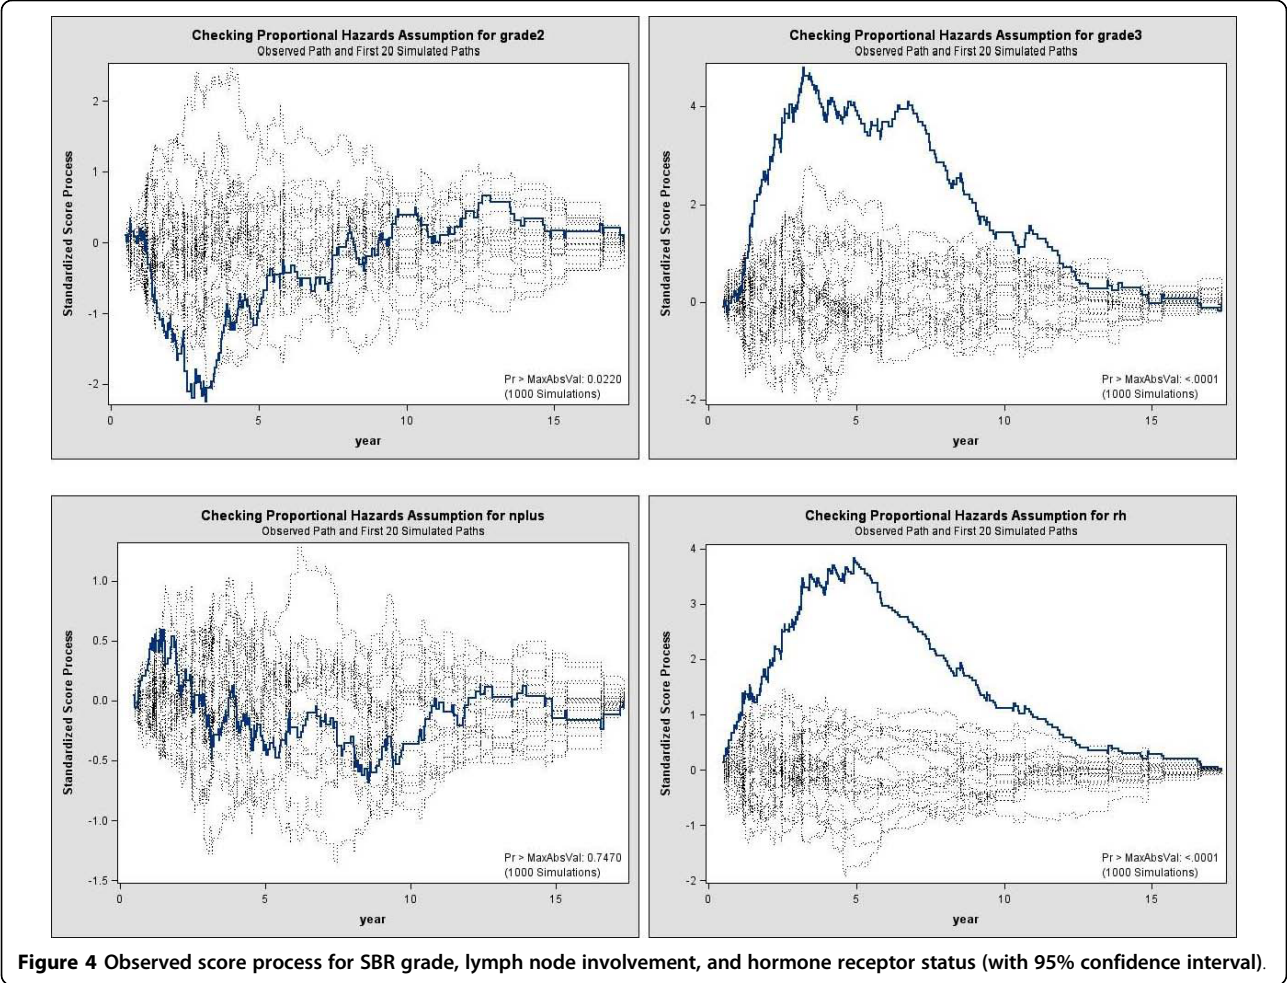 Checking Proportional Hazards Assumption for grade2
Observed Path and First 20 Simulated Paths
Standardized Score Process
2
1
0
-1
-2
Pr > MaxAbsVal: 0.0220
(1000 Simulations)
0 5 10 15
year
Checking Proportional Hazards Assumption for grade3
Observed Path and First 20 Simulated Paths
Standardized Score Process
4
2
0
-2
Pr > MaxAbsVal: <.0001
(1000 Simulations)
0 5 10 15
year
Checking Proportional Hazards Assumption for nplus
Observed Path and First 20 Simulated Paths
Standardized Score Process
1.0
0.5
0.0
-0.5
-1.0
-1.5
Pr > MaxAbsVal: 0.7470
(1000 Simulations)
0 5 10 15
year
Checking Proportional Hazards Assumption for rh
Observed Path and First 20 Simulated Paths
Standardized Score Process
4
3
2
1
0
-1
-2
Pr > MaxAbsVal: <.0001
(1000 Simulations)
0 5 10 15
year
Figure 4 Observed score process for SBR grade, lymph node involvement, and hormone receptor status (with 95% confidence interval).